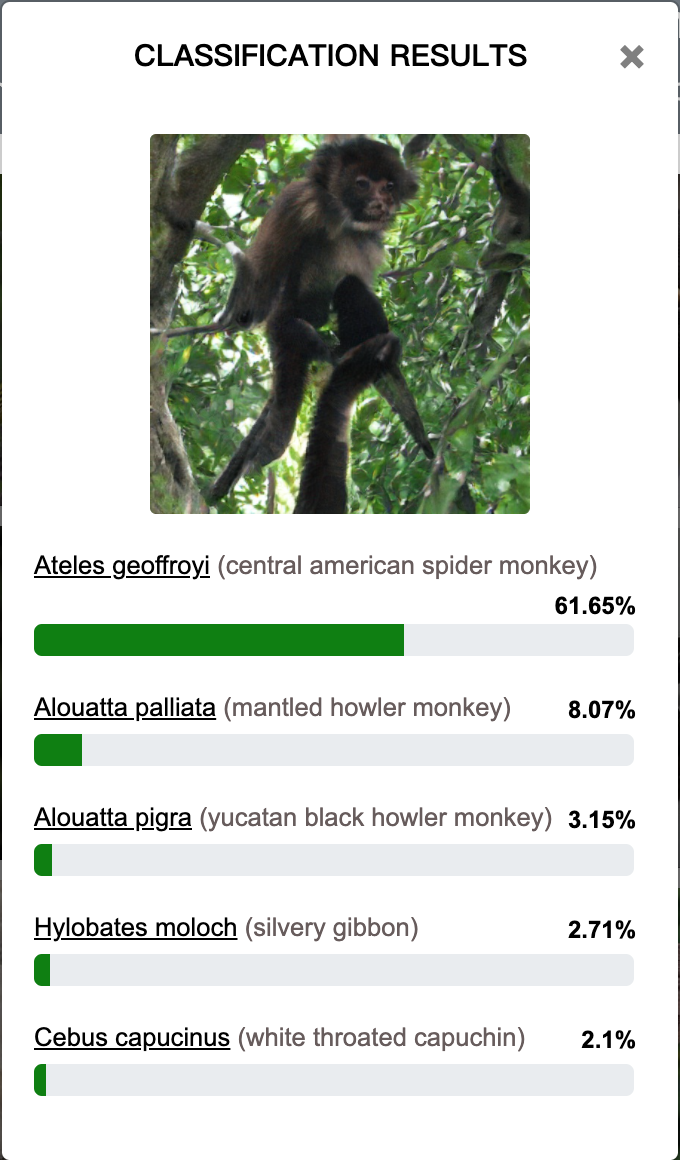 CLASSIFICATION RESULTS
Ateles geoffroyi (central american spider monkey)
61.65%
Alouatta palliata (mantled howler monkey) 8.07%
Alouatta pigra (yucatan black howler monkey) 3.15%
Hylobates moloch (silvery gibbon) 2.71%
Cebus capucinus (white throated capuchin) 2.1%